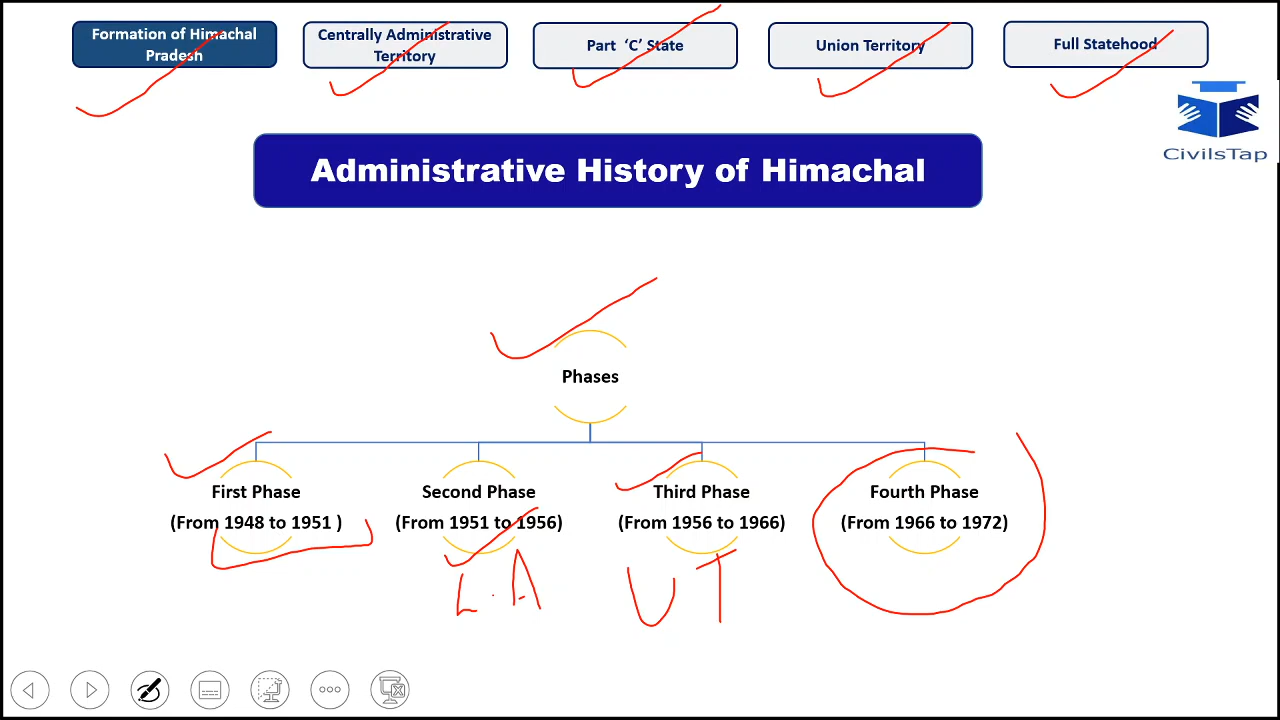 Formation of Himachal
Pradesh
Centrally Administrative
Territory
Part ‘C’ State
Union Territory
Full Statehood
CivilsTap
Administrative History of Himachal
Phases
First Phase
(From 1948 to 1951 )
Second Phase
(From 1951 to 1956)
Third Phase
(From 1956 to 1966)
Fourth Phase
(From 1966 to 1972)
L.A
UT